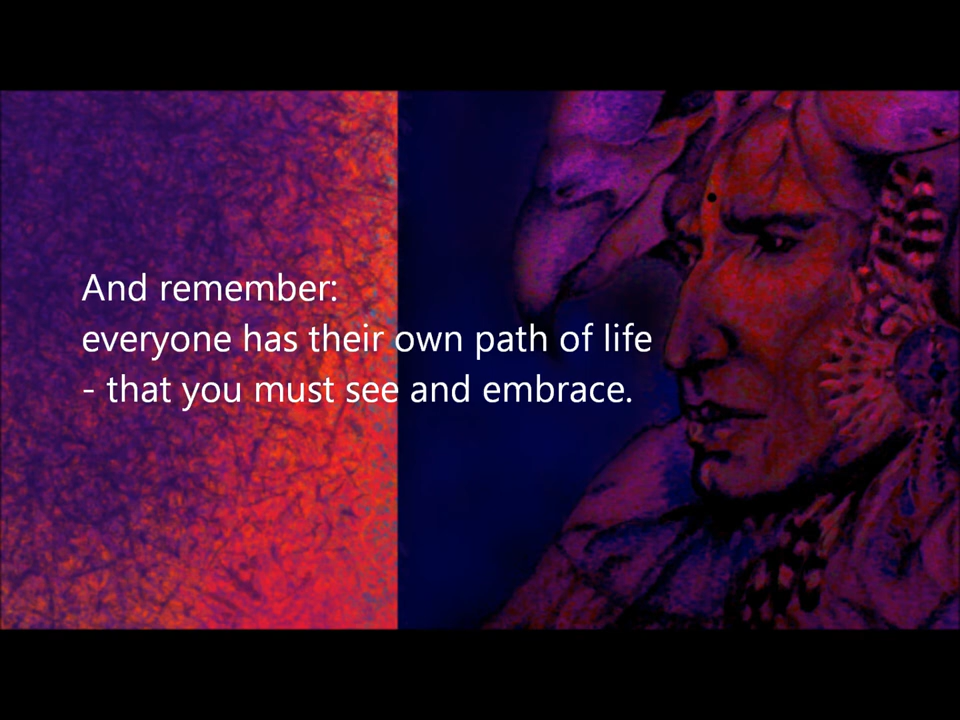 And remember:
everyone has their own path of life
- that you must see and embrace.